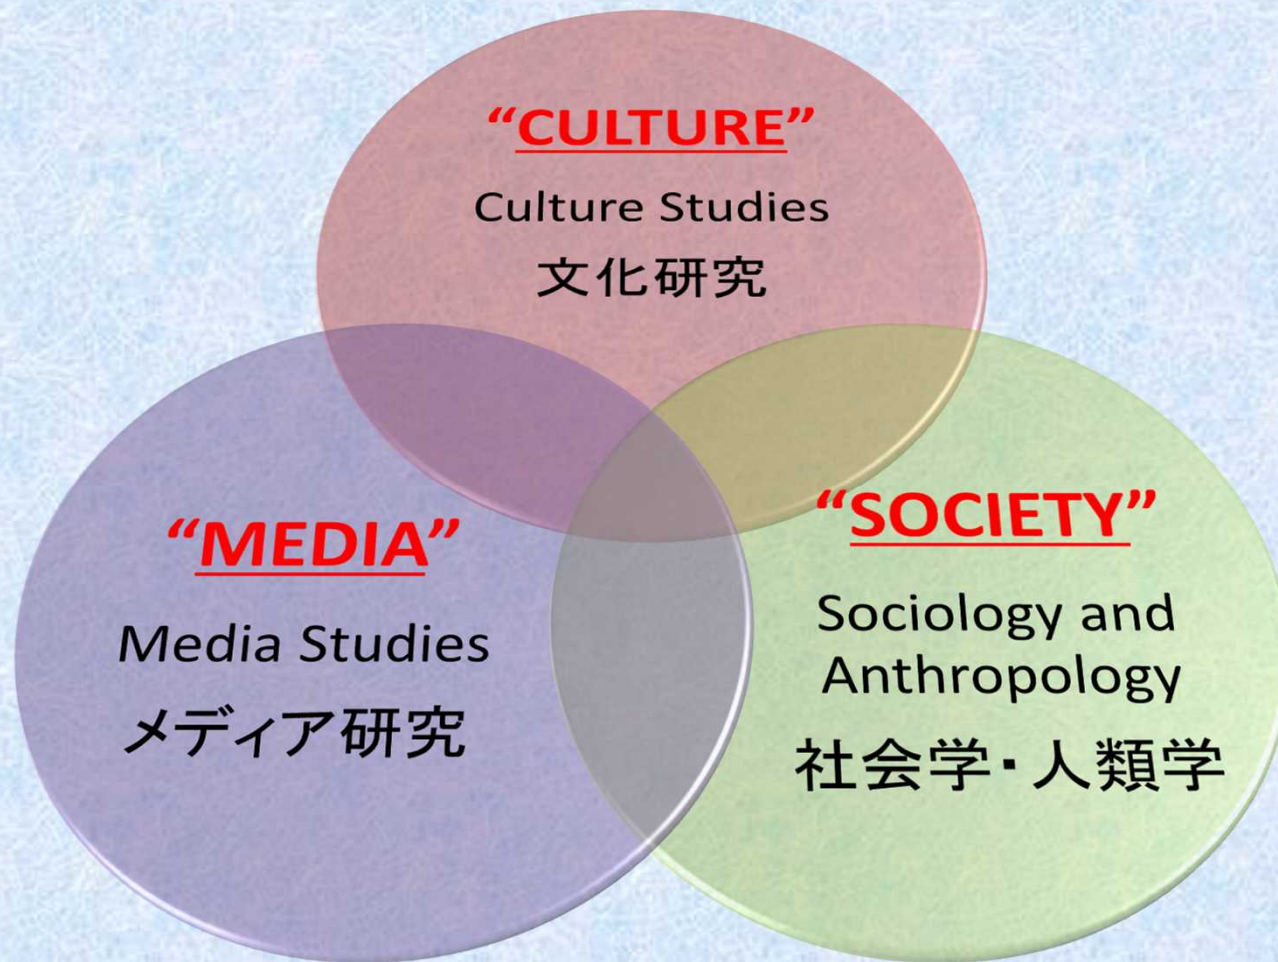 “CULTURE”
Culture Studies
文化研究
“MEDIA”
Media Studies
メディア研究
“SOCIETY”
Sociology and
Anthropology
社会学・人類学